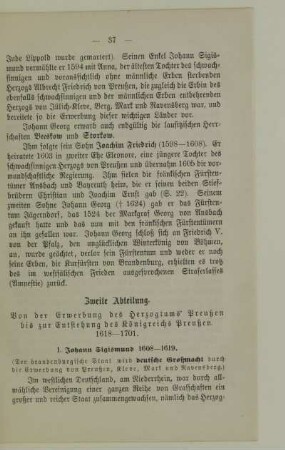 — 37 —
Jude Lippold wurde gemartert). Seinen Enkel Johann Sigis-
mund vermählte er 1594 mit Anna, der ältesten Tochter des schwach-
sinnigen und voraussichtlich ohne männliche Erben sterbenden
Herzogs Albrecht Friedrich von Preußen, die zugleich die Erbin des
ebenfalls schwachsinnigen und der männlichen Erben entbehrenden
Herzogs von Jülich-Kleve, Berg, Mark und Ravensberg war, und
bereitete so die Erwerbung dieser wichtigen Länder vor.
Johann Georg erwarb auch endgültig die lausitzischen Herr-
schaften Beeskow und Storkow.
Ihm folgte sein Sohn Joachim Friedrich (1598—1608). Er
heiratete 1603 in zweiter Ehe Eleonore, eine jüngere Tochter des
schwachsinnigen Herzogs von Preußen und übernahm 1605 die vor-
mundschaftliche Regierung. Ihm fielen die fränkischen Fürsten-
tümer Ansbach und Bayreuth heim, die er seinen beiden Stief-
brüdern Christian und Joachim Ernst gab (S. 22). Seinem
zweiten Sohne Johann Georg († 1624) gab er das Fürsten-
tum Jägerndorf, das 1524 der Markgraf Georg von Ansbach
gekauft hatte und das nun mit den fränkischen Fürstentümern
an ihn gefallen war. Johann Georg schloß sich an Friedrich V.
von der Pfalz, den unglücklichen Winterkönig von Böhmen,
an, wurde geächtet, verlor sein Fürstentum und weder er noch
seine Erben, die Kurfürsten von Brandenburg, erhielten es trotz
des im westfälischen Frieden ausgesprochenen Straferlasses
(Amnestie) zurück.
Zweite Abteilung.
Von der Erwerbung des Herzogtums Preußen
bis zur Entstehung des Königreichs Preußen.
1618—1701.
1. Johann Sigismund 1608—1619.
(Der brandenburgische Staat wird deutsche Großmacht durch
die Erwerbung von Preußen, Kleve, Mark und Ravensberg.)
Im westlichen Deutschland, am Niederrhein, war durch all-
mähliche Vereinigung einer ganzen Reihe von Grafschaften ein
großer und reicher Staat zusammengewachsen, nämlich das Herzog-